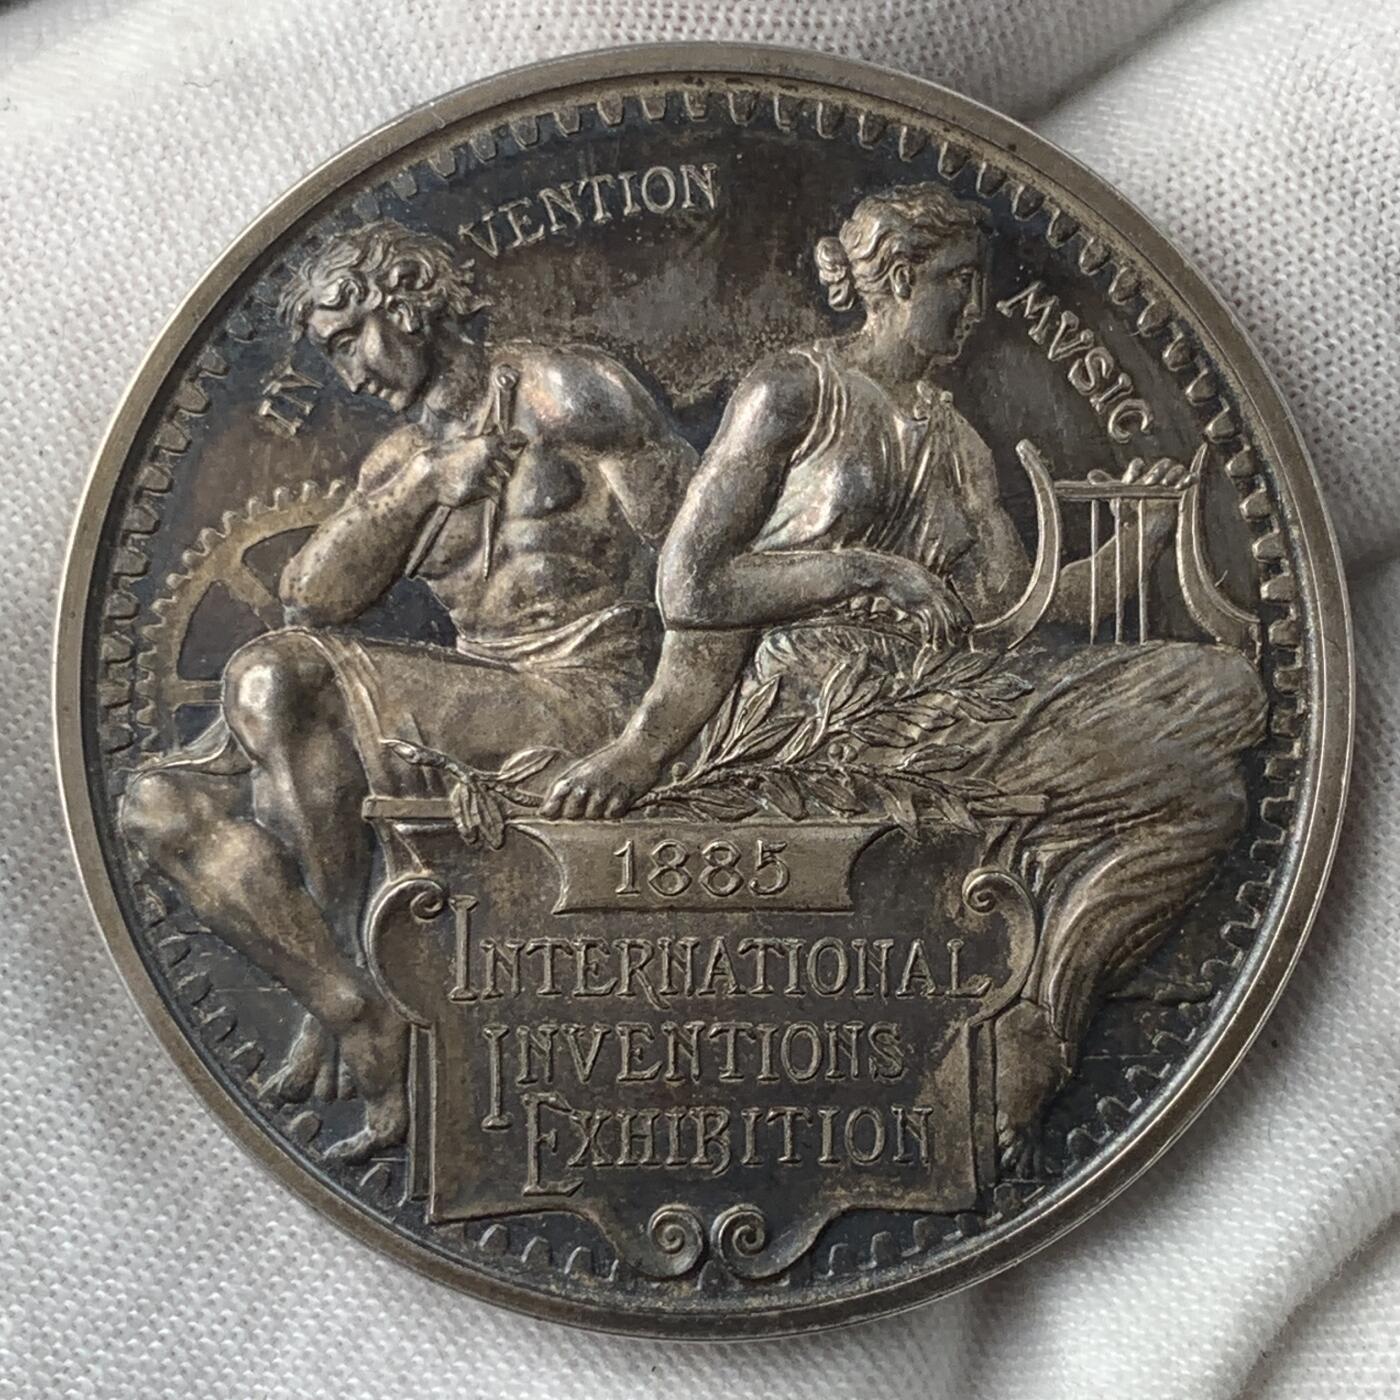 INVENTION
MVSIC
1885
INTERNATIONAL
INVENTIONS
EXHIBITION